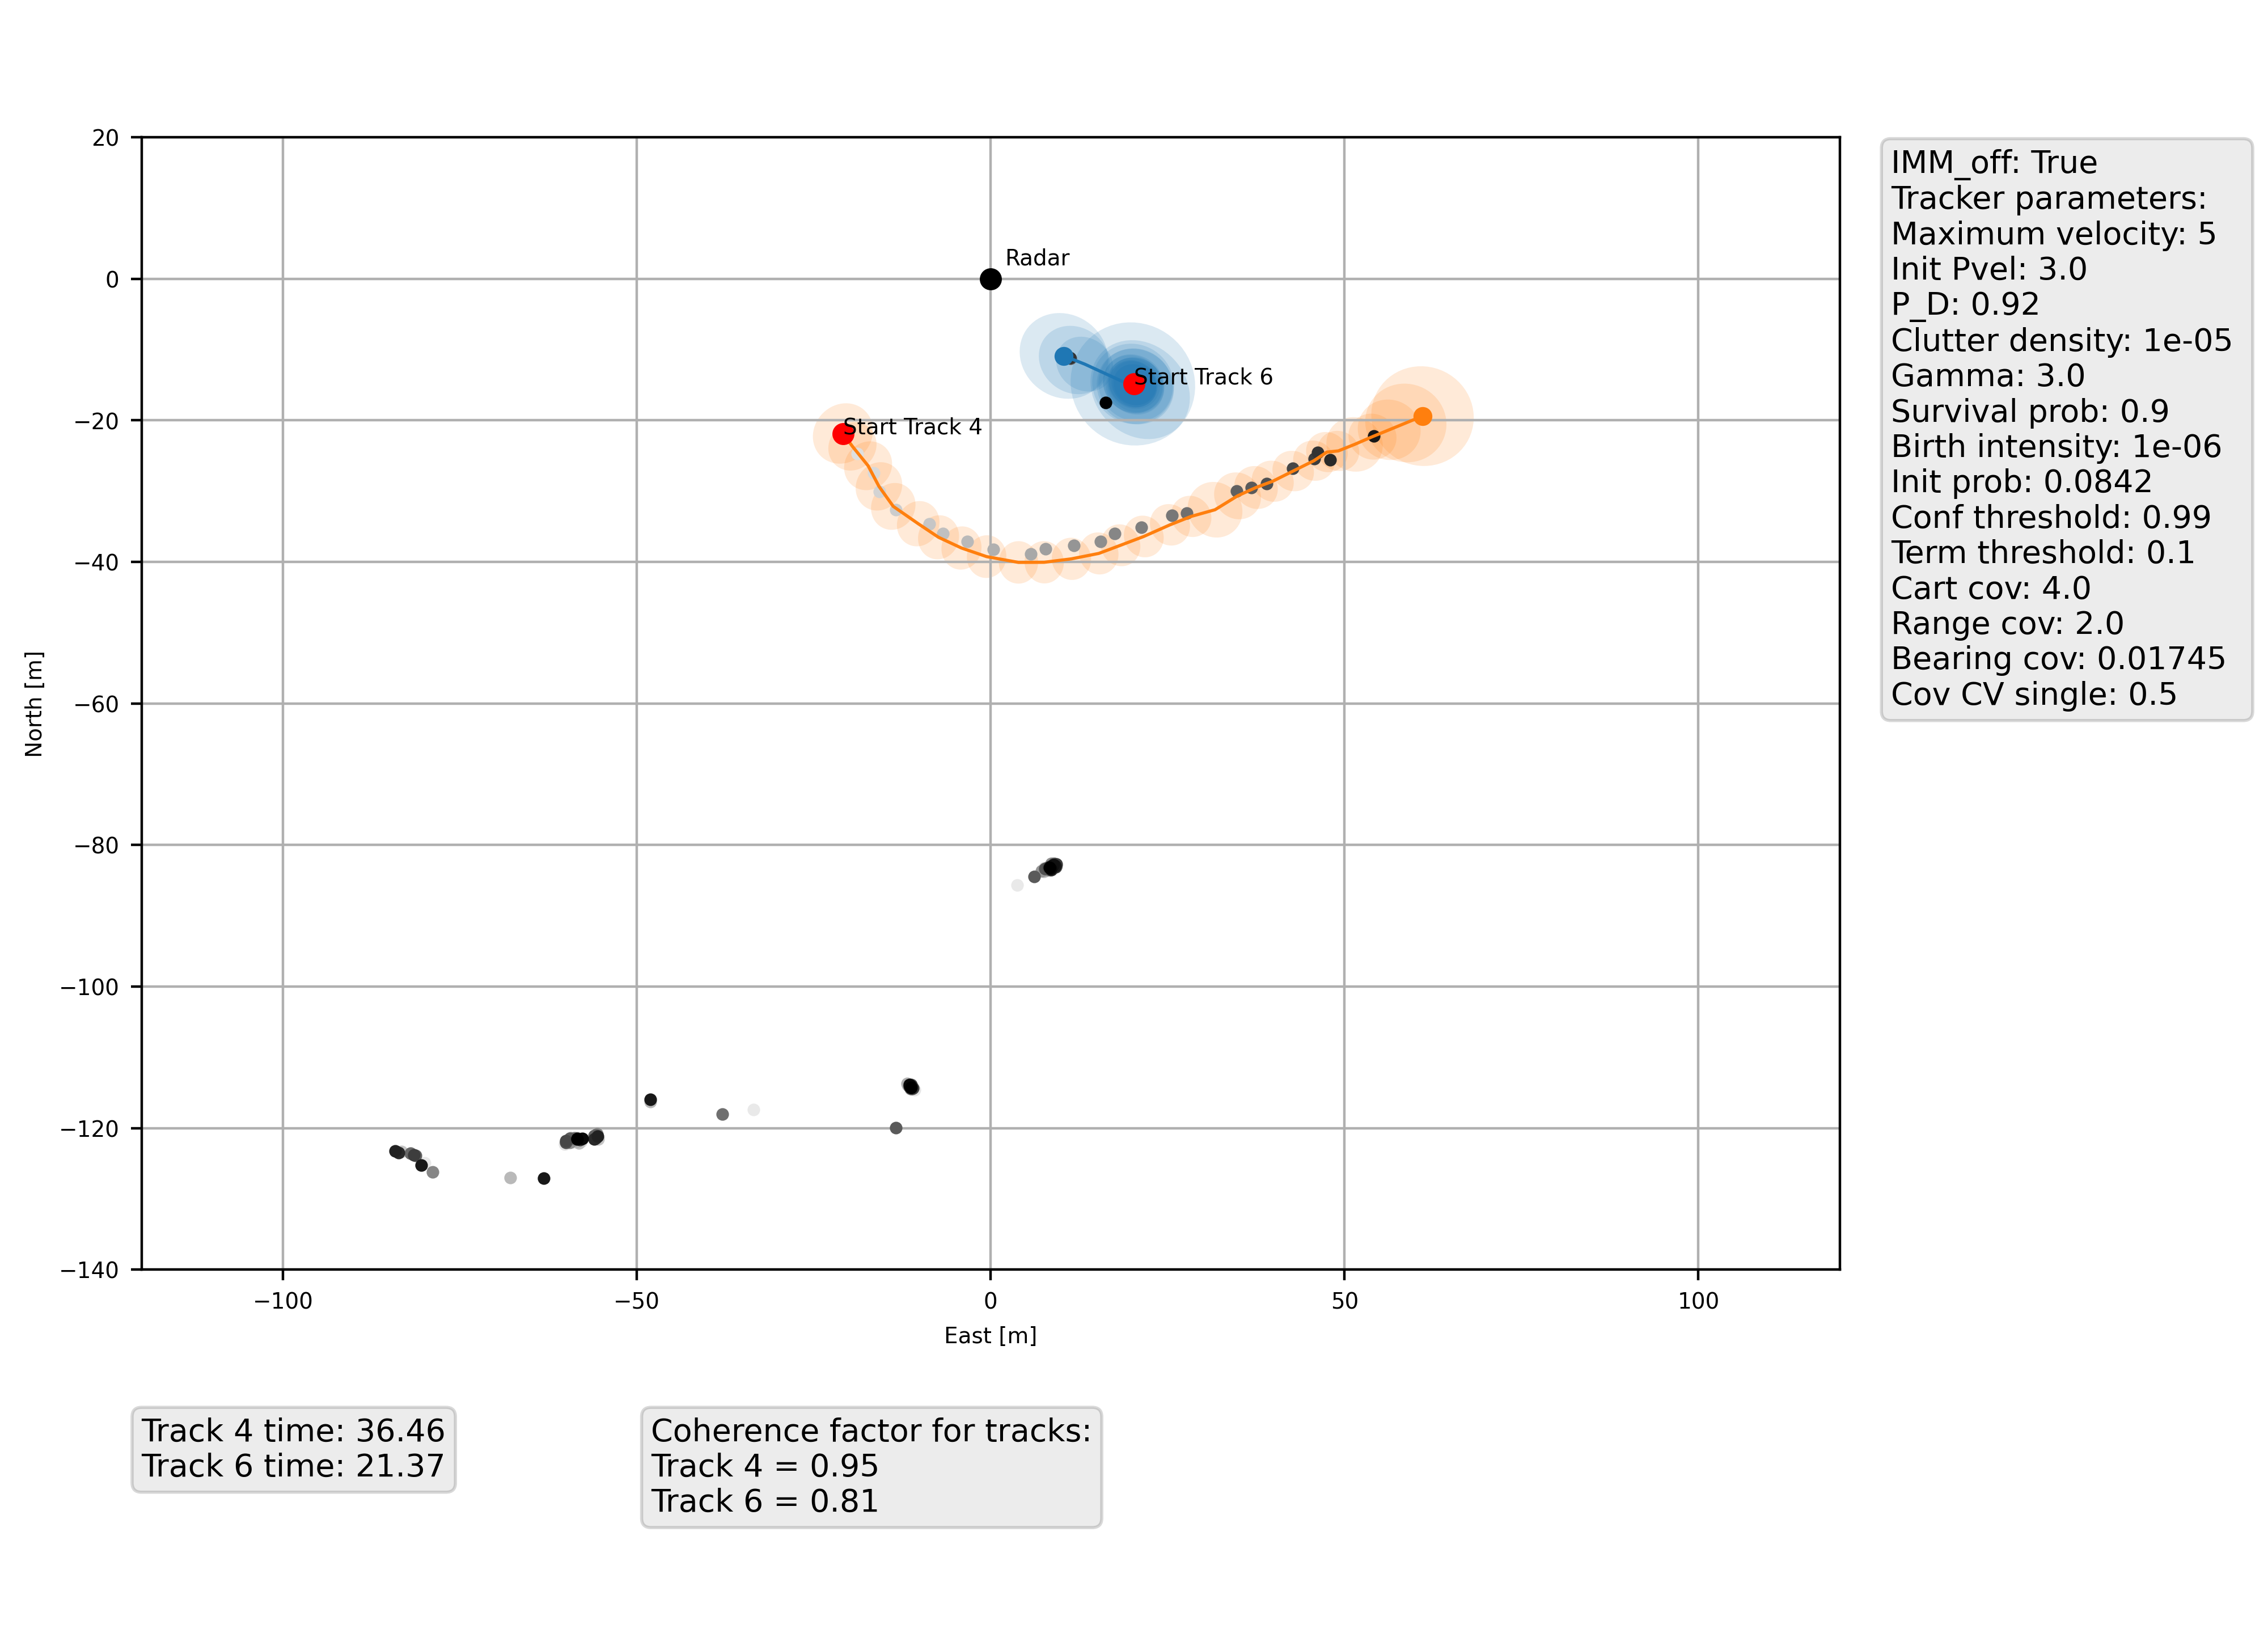 20
0
−20
−40
−60
−80
−100
−120
−140
North [m]
Radar
Start Track 6
Start Track 4
−100
−50
0
50
100
East [m]
IMM_off: True
Tracker parameters:
Maximum velocity: 5
Init Pvel: 3.0
P_D: 0.92
Clutter density: 1e-05
Gamma: 3.0
Survival prob: 0.9
Birth intensity: 1e-06
Init prob: 0.0842
Conf threshold: 0.99
Term threshold: 0.1
Cart cov: 4.0
Range cov: 2.0
Bearing cov: 0.01745
Cov CV single: 0.5
Track 4 time: 36.46
Track 6 time: 21.37
Coherence factor for tracks:
Track 4 = 0.95
Track 6 = 0.81